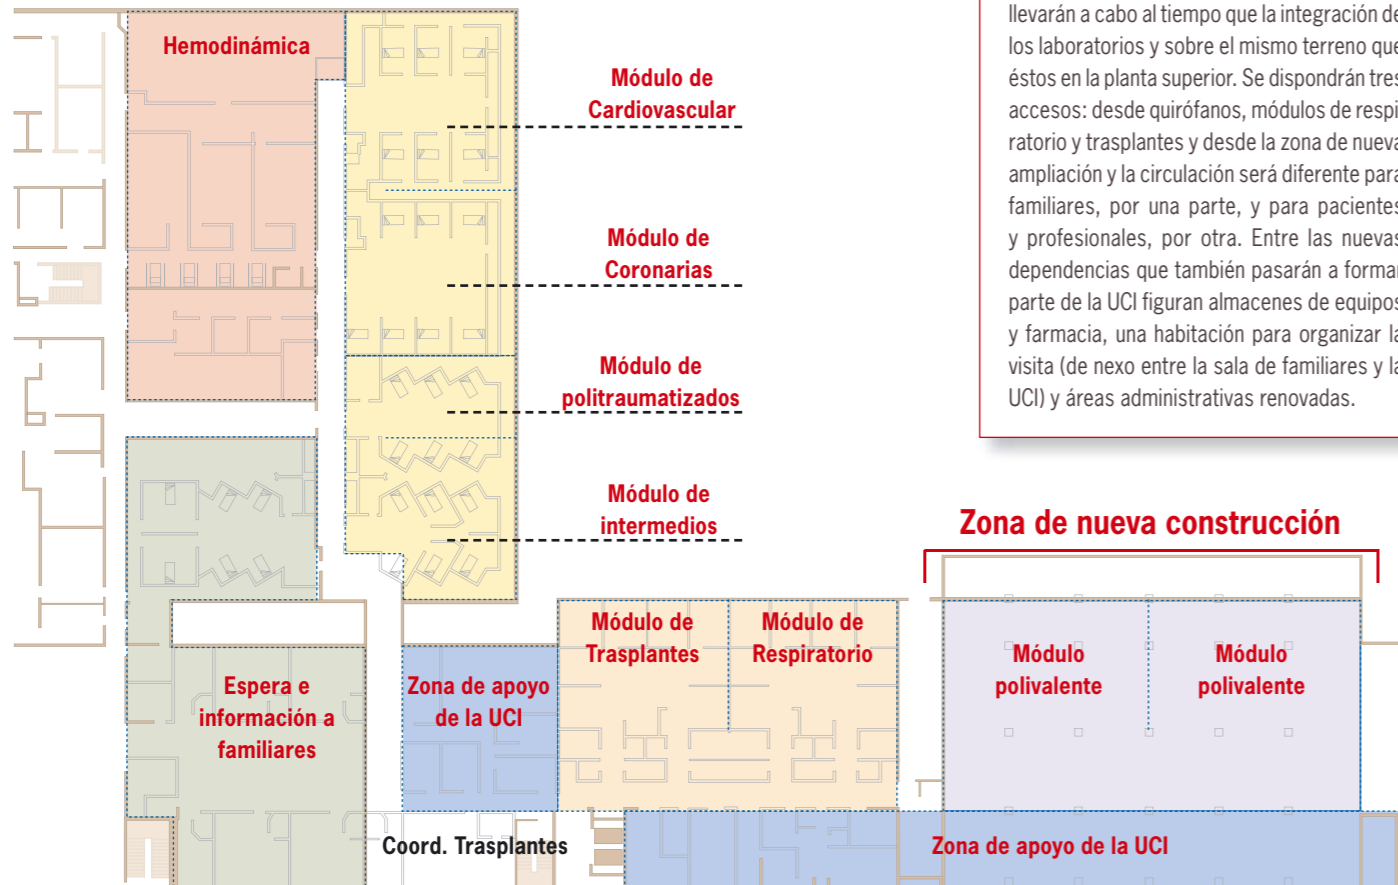 Hemodinámica
Módulo de
Cardiovascular
Módulo de
Coronarias
Módulo de
politraumatizados
Módulo de
intermedios
llevarán a cabo al tiempo que la integración de
los laboratorios y sobre el mismo terreno que
éstos en la planta superior. Se dispondrán tres
accesos: desde quirófanos, módulos de respi
ratorio y trasplantes y desde la zona de nueva
ampliación y la circulación será diferente para
familiares, por una parte, y para pacientes
y profesionales, por otra. Entre las nuevas
dependencias que también pasarán a formar
parte de la UCI figuran almacenes de equipos
y farmacia, una habitación para organizar la
visita (de nexo entre la sala de familiares y la
UCI) y áreas administrativas renovadas.
Zona de nueva construcción
Espera e
información a
familiares
Zona de apoyo
de la UCI
Módulo de
Trasplantes
Módulo de
Respiratorio
Módulo
polivalente
Módulo
polivalente
Coord. Trasplantes
Zona de apoyo de la UCI